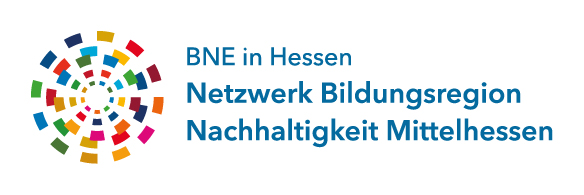 BNE in Hessen
Netzwerk Bildungsregion
Nachhaltigkeit Mittelhessen